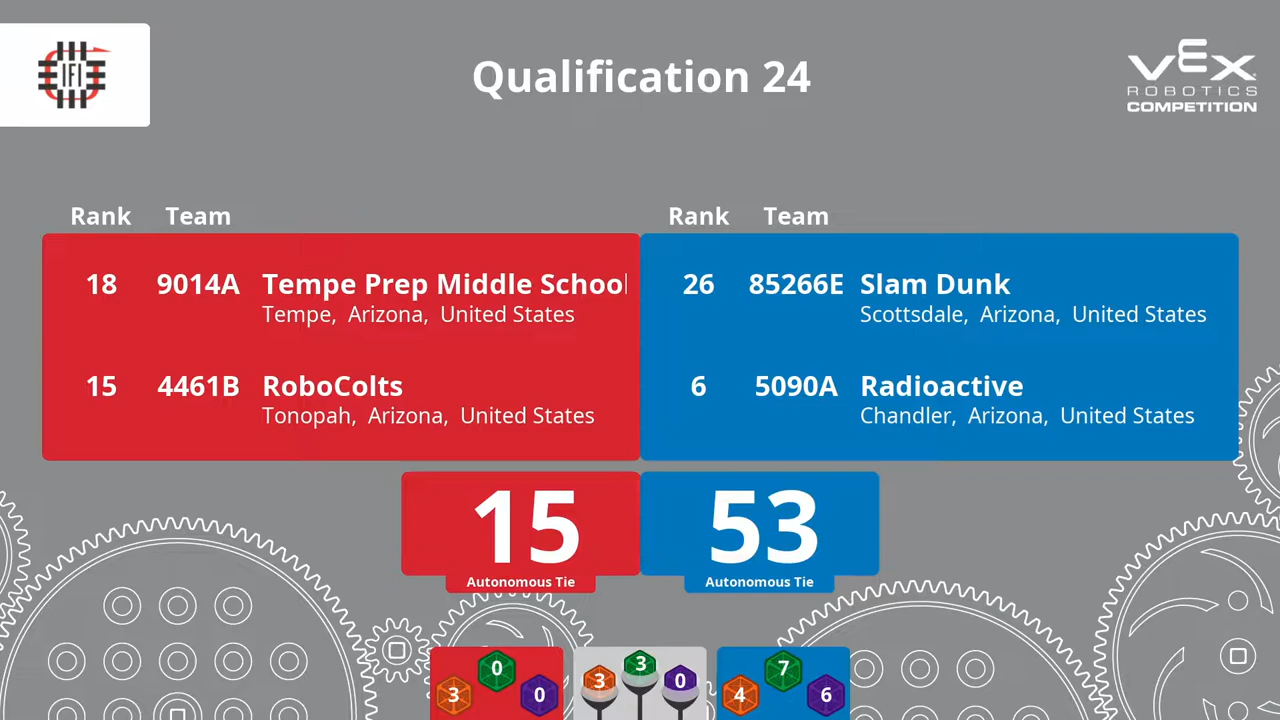 IFI
Qualification 24
VEX
ROBOTICS
COMPETITION
Rank Team
Rank Team
18 9014A Tempe Prep Middle School
Tempe, Arizona, United States
15 4461B RoboColts
Tonopah, Arizona, United States
26 85266E Slam Dunk
Scottsdale, Arizona, United States
6 5090A Radioactive
Chandler, Arizona, United States
15
Autonomous Tie
53
Autonomous Tie
3 0 0
3 3 0
4 7 6